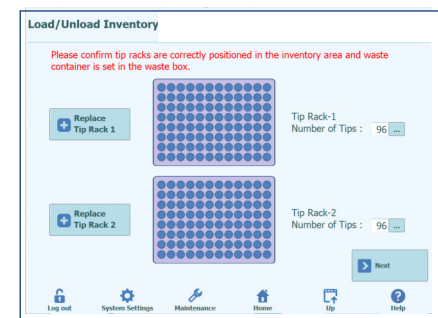 Load/Unload Inventory
Please confirm tip racks are correctly positioned in the inventory area and waste
container is set in the waste box.
Replace
Tip Rack 1
Tip Rack-1
Number of Tips : 96 ...
Replace
Tip Rack 2
Tip Rack-2
Number of Tips : 96 ...
Next
Log out System Settings Maintenance Home Up Help